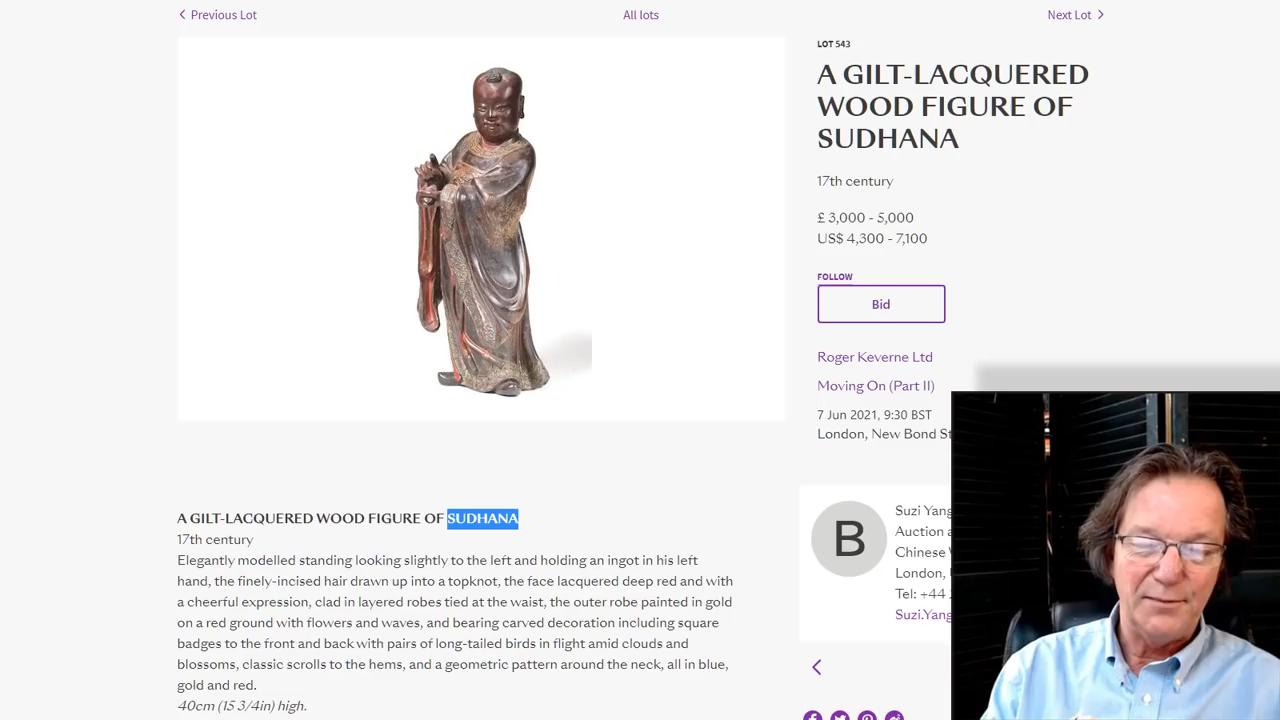 Previous Lot
All lots
Next Lot
LOT 543
A GILT-LACQUERED
WOOD FIGURE OF
SUDHANA
17th century
£ 3,000 - 5,000
US$ 4,300 - 7,100
FOLLOW
Bid
Roger Keverne Ltd
Moving On (Part II)
7 Jun 2021, 9:30 BST
London, New Bond St
B
Suzi Yang
Auction
Chinese
London,
Tel: +44
Suzi.Yang
A GILT-LACQUERED WOOD FIGURE OF SUDHANA
17th century
Elegantly modelled standing looking slightly to the left and holding an ingot in his left
hand, the finely-incised hair drawn up into a topknot, the face lacquered deep red and with
a cheerful expression, clad in layered robes tied at the waist, the outer robe painted in gold
on a red ground with flowers and waves, and bearing carved decoration including square
badges to the front and back with pairs of long-tailed birds in flight amid clouds and
blossoms, classic scrolls to the hems, and a geometric pattern around the neck, all in blue,
gold and red.
40cm (15 3/4in) high.